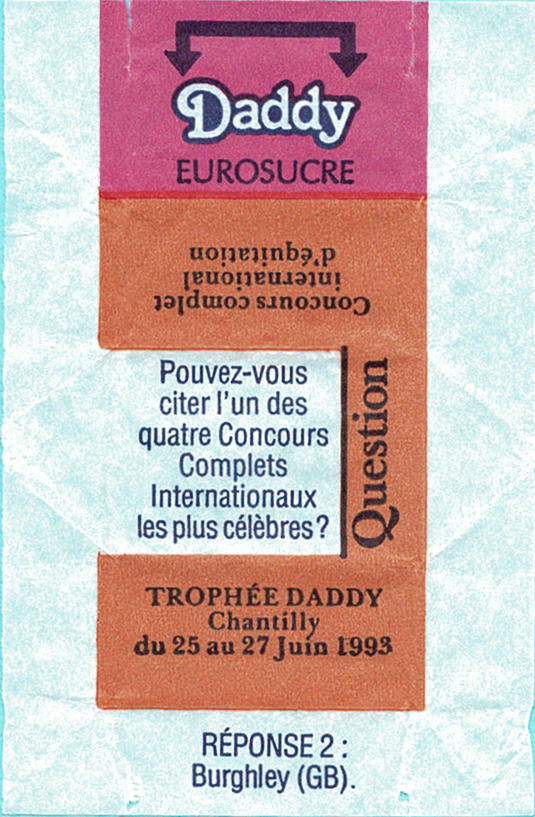 Daddy
EUROSUCRE
Concours complet
international
d'équitation
Pouvez-vous
citer l'un des
quatre Concours
Complets
Internationaux
les plus célèbres?
Question
TROPHÉE DADDY
Chantilly
du 25 au 27 Juin 1993
RÉPONSE 2 :
Burghley (GB).